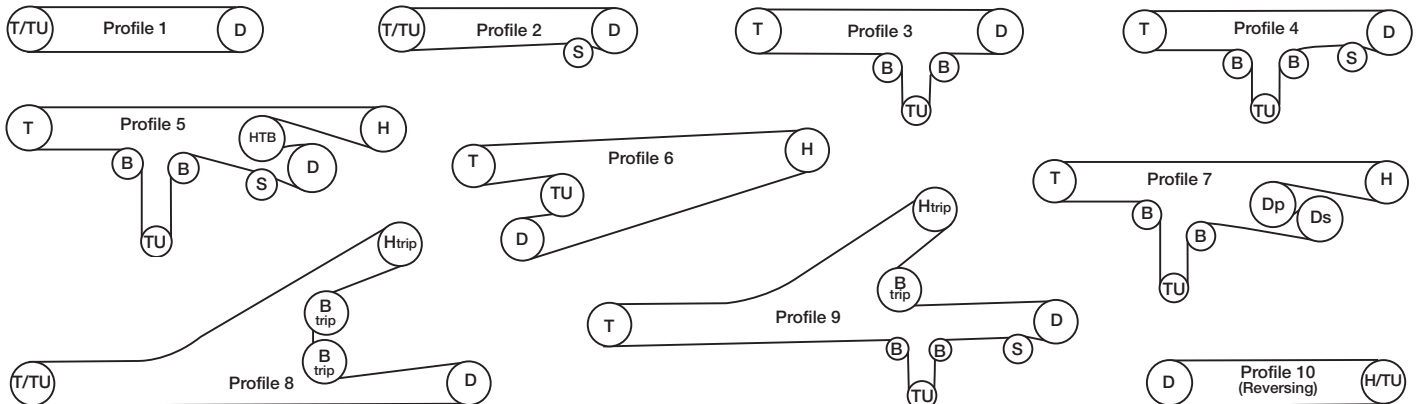 T/TU
Profile 1
D
T/TU
Profile 2
S
D
T
Profile 3
D
B
B
TU
T
Profile 4
D
B
B
S
TU
T
Profile 5
H
HTB
B
B
S
D
TU
T
Profile 6
H
TU
D
T
Profile 7
H
B
B
Dp
Ds
TU
Htrip
B
trip
B
trip
T/TU
Profile 8
D
Htrip
B
trip
T
Profile 9
D
B
B
S
TU
D
Profile 10
(Reversing)
H/TU